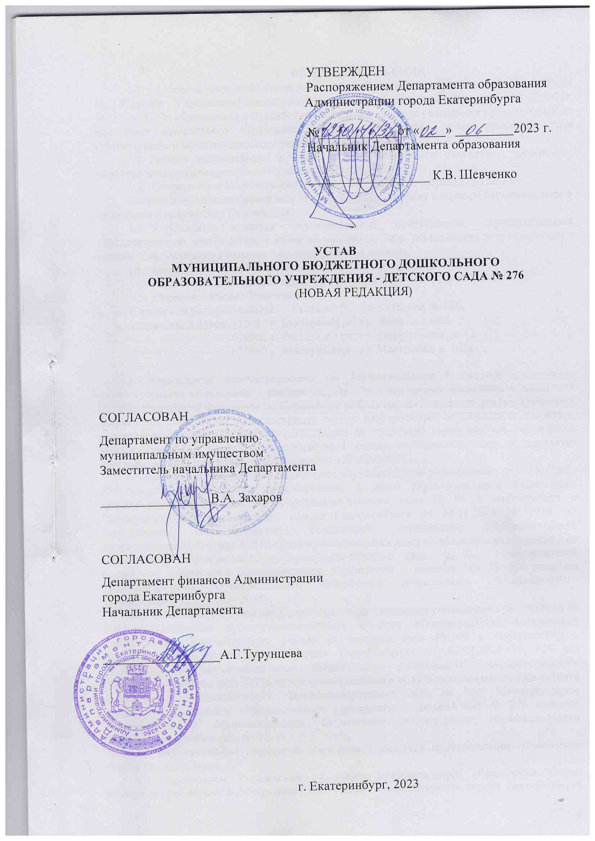 УТВЕРЖДЕН
Распоряжением Департамента образования
Администрации города Екатеринбурга
от «02» 06 2023 г.
Начальник Департамента образования
К.В. Шевченко
УСТАВ
МУНИЦИПАЛЬНОГО БЮДЖЕТНОГО ДОШКОЛЬНОГО
ОБРАЗОВАТЕЛЬНОГО УЧРЕЖДЕНИЯ - ДЕТСКОГО САДА № 276
(НОВАЯ РЕДАКЦИЯ)
СОГЛАСОВАН
Департамент по управлению
муниципальным имуществом
Заместитель начальника Департамента
В.А. Захаров
СОГЛАСОВАН
Департамент финансов Администрации
города Екатеринбурга
Начальник Департамента
А.Г.Турунцева
г. Екатеринбург, 2023